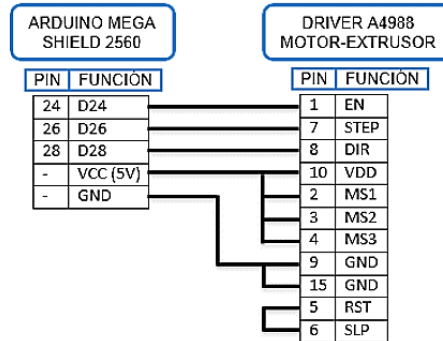 ARDUINO MEGA
SHIELD 2560
PIN FUNCIÓN
24 D24
26 D26
28 D28
- VCC (5V)
- GND
DRIVER A4988
MOTOR-EXTRUSOR
PIN FUNCIÓN
1 EN
7 STEP
8 DIR
10 VDD
2 MS1
3 MS2
4 MS3
9 GND
15 GND
5 RST
6 SLP